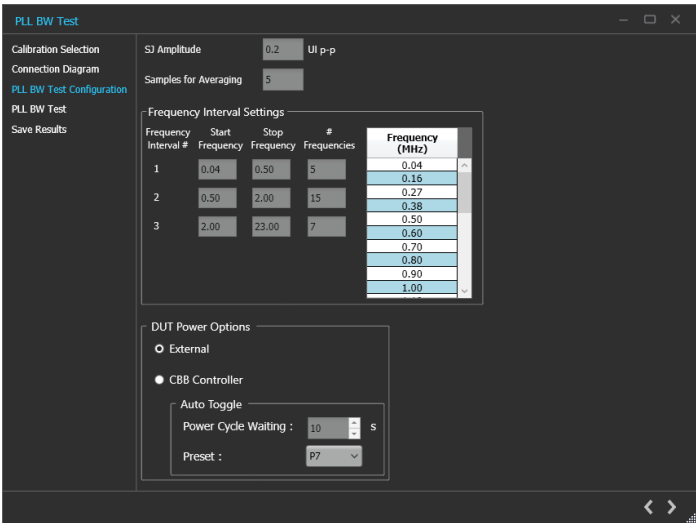 PLL BW Test
Calibration Selection
Connection Diagram
PLL BW Test Configuration
PLL BW Test
Save Results
SJ Amplitude 0.2 UI p-p
Samples for Averaging 5
Frequency Interval Settings
Frequency Start Stop #
Interval # Frequency Frequency Frequencies
1 0.04 0.50 5
2 0.50 2.00 15
3 2.00 23.00 7
Frequency
(MHz)
0.04
0.16
0.27
0.38
0.50
0.60
0.70
0.80
0.90
1.00
DUT Power Options
External
CBB Controller
Auto Toggle
Power Cycle Waiting : 10 s
Preset : P7